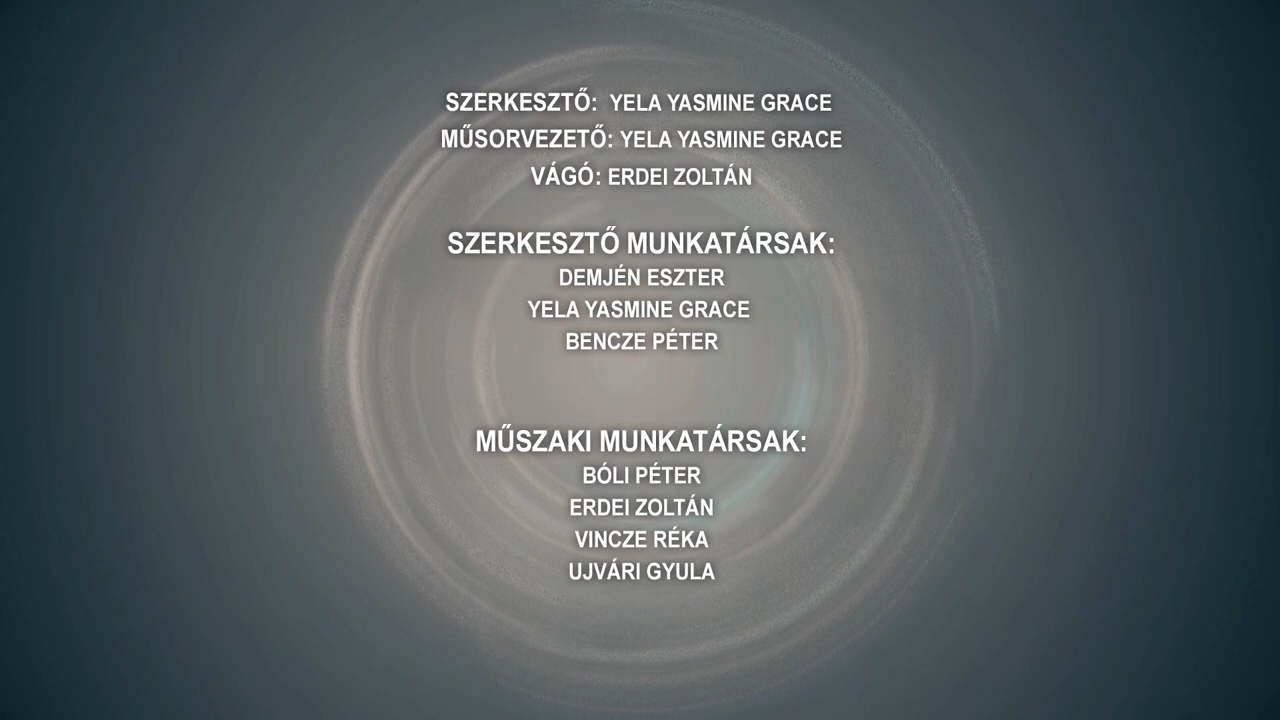 SZERKESZTŐ: YELA YASMINE GRACE
MŰSORVEZETŐ: YELA YASMINE GRACE
VÁGÓ: ERDEI ZOLTÁN
SZERKESZTŐ MUNKATÁRSAK:
DEMJÉN ESZTER
YELA YASMINE GRACE
BENCZE PÉTER
MŰSZAKI MUNKATÁRSAK:
BÓLI PÉTER
ERDEI ZOLTÁN
VINCZE RÉKA
UJVÁRI GYULA